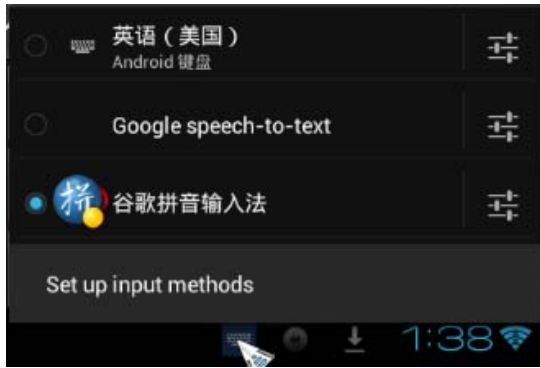 英语（美国）
Android 键盘
Google speech-to-text
拼
谷歌拼音输入法
Set up input methods
1:38